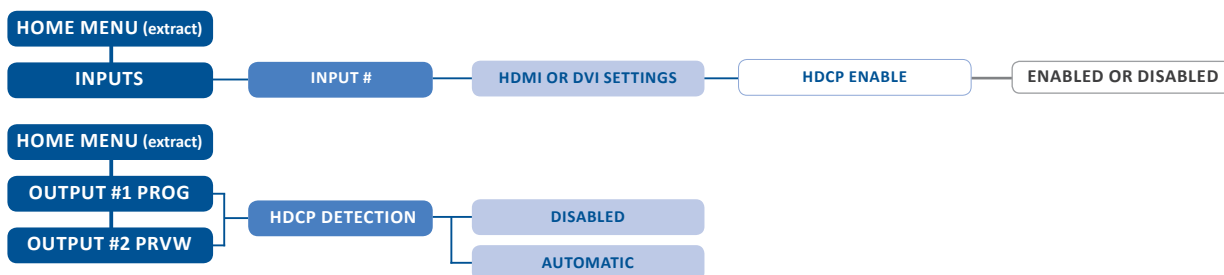 HOME MENU (extract)
INPUTS
INPUT #
HDMI OR DVI SETTINGS
HDCP ENABLE
ENABLED OR DISABLED
HOME MENU (extract)
OUTPUT #1 PROG
OUTPUT #2 PRVW
HDCP DETECTION
DISABLED
AUTOMATIC